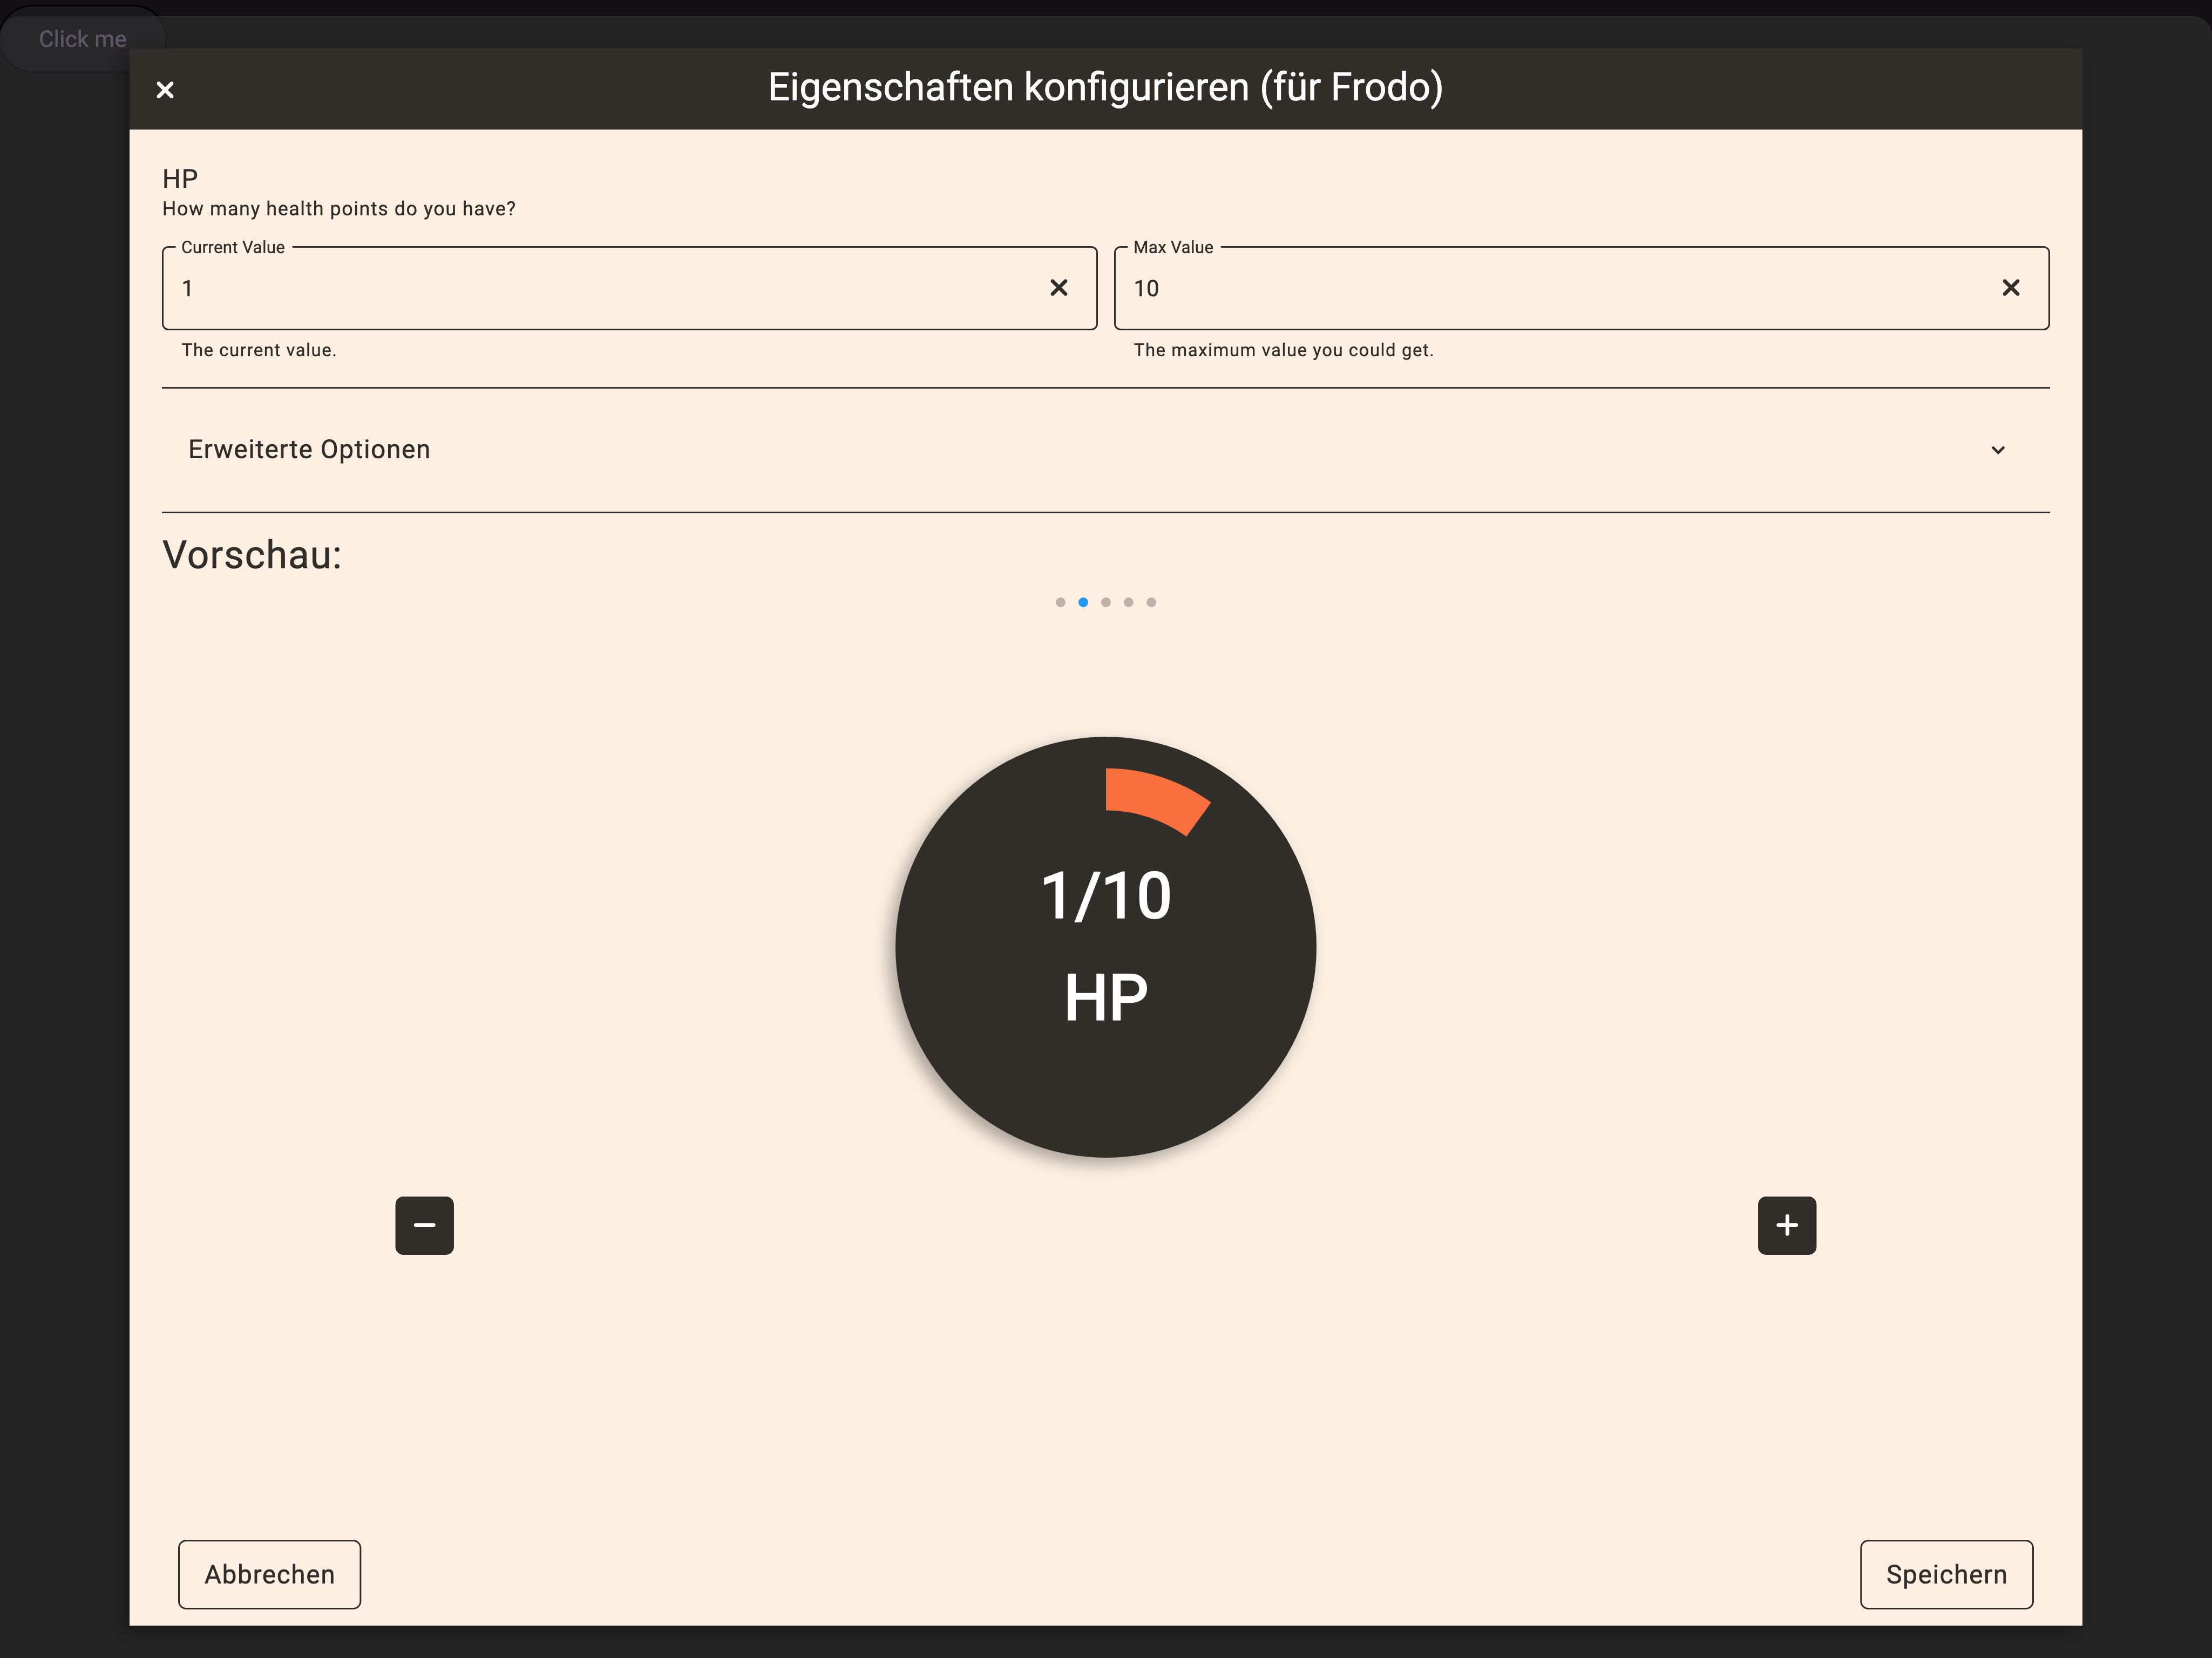 Click me
Eigenschaften konfigurieren (für Frodo)
HP
How many health points do you have?
Current Value
1
The current value.
Max Value
10
The maximum value you could get.
Erweiterte Optionen
Vorschau:
1/10
HP
Abbrechen
Speichern